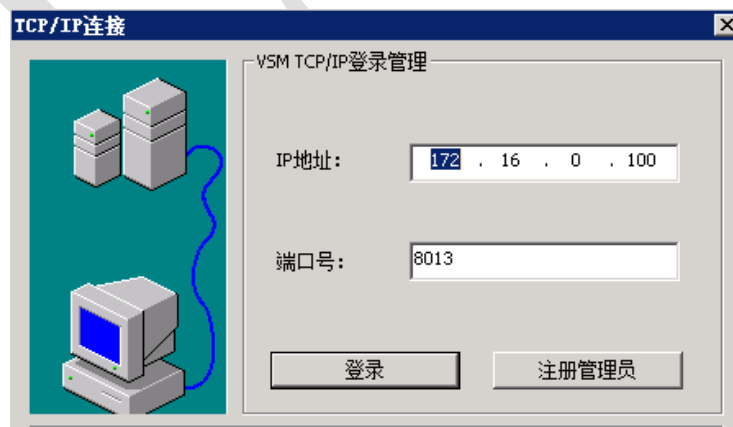 TCP/IP连接
VSM TCP/IP登录管理
IP地址: 172 . 16 . 0 . 100
端口号: 8013
登录 注册管理员